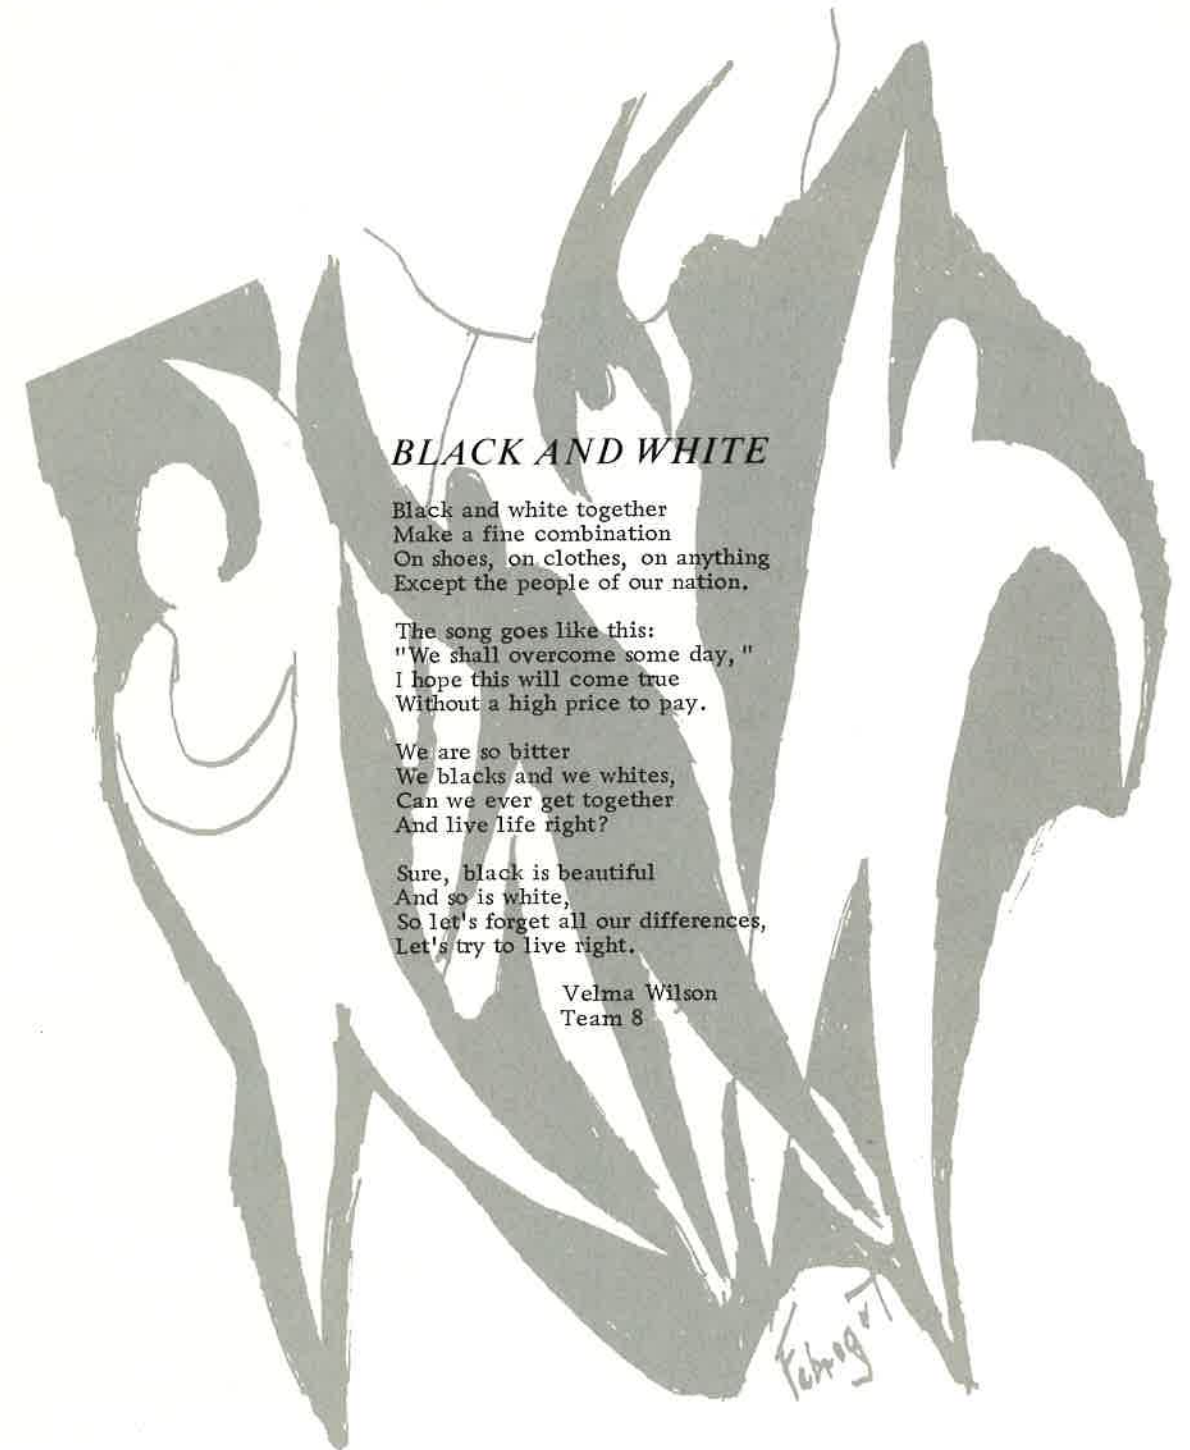 BLACK AND WHITE
Black and white together
Make a fine combination
On shoes, on clothes, on anything
Except the people of our nation.
The song goes like this:
"We shall overcome some day, "
I hope this will come true
Without a high price to pay.
We are so bitter
We blacks and we whites,
Can we ever get together
And live life right?
Sure, black is beautiful
And so is white,
So let's forget all our differences,
Let's try to live right.
Velma Wilson
Team 8